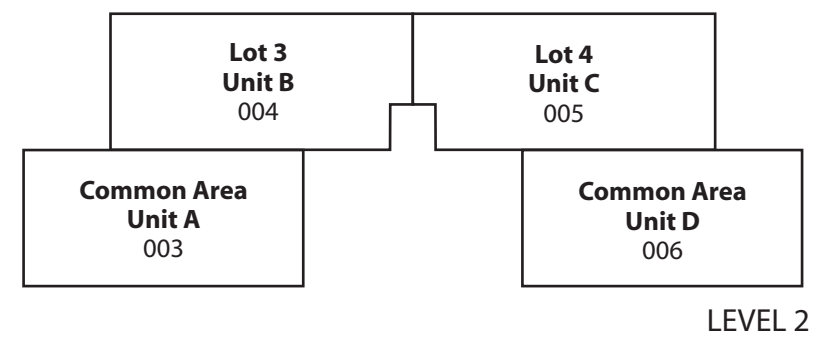 Lot 3
Unit B
004
Lot 4
Unit C
005
Common Area
Unit A
003
Common Area
Unit D
006
LEVEL 2